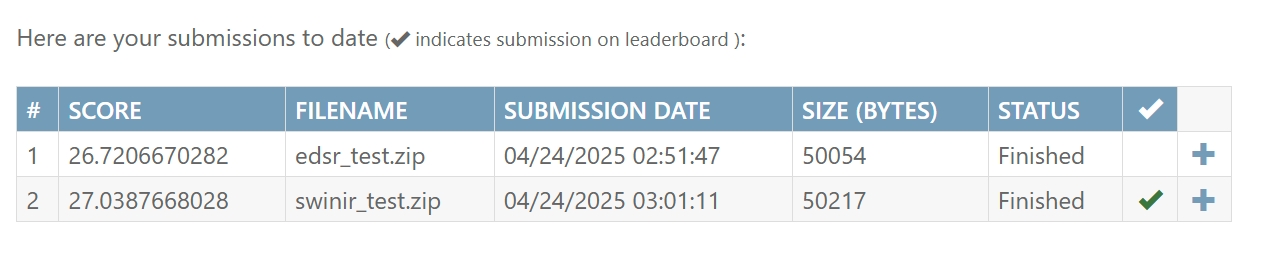 Here are your submissions to date (✔ indicates submission on leaderboard ):
# SCORE FILENAME SUBMISSION DATE SIZE (BYTES) STATUS ✔
1 26.7206670282 edsr_test.zip 04/24/2025 02:51:47 50054 Finished ✚
2 27.0387668028 swinir_test.zip 04/24/2025 03:01:11 50217 Finished ✔ ✚